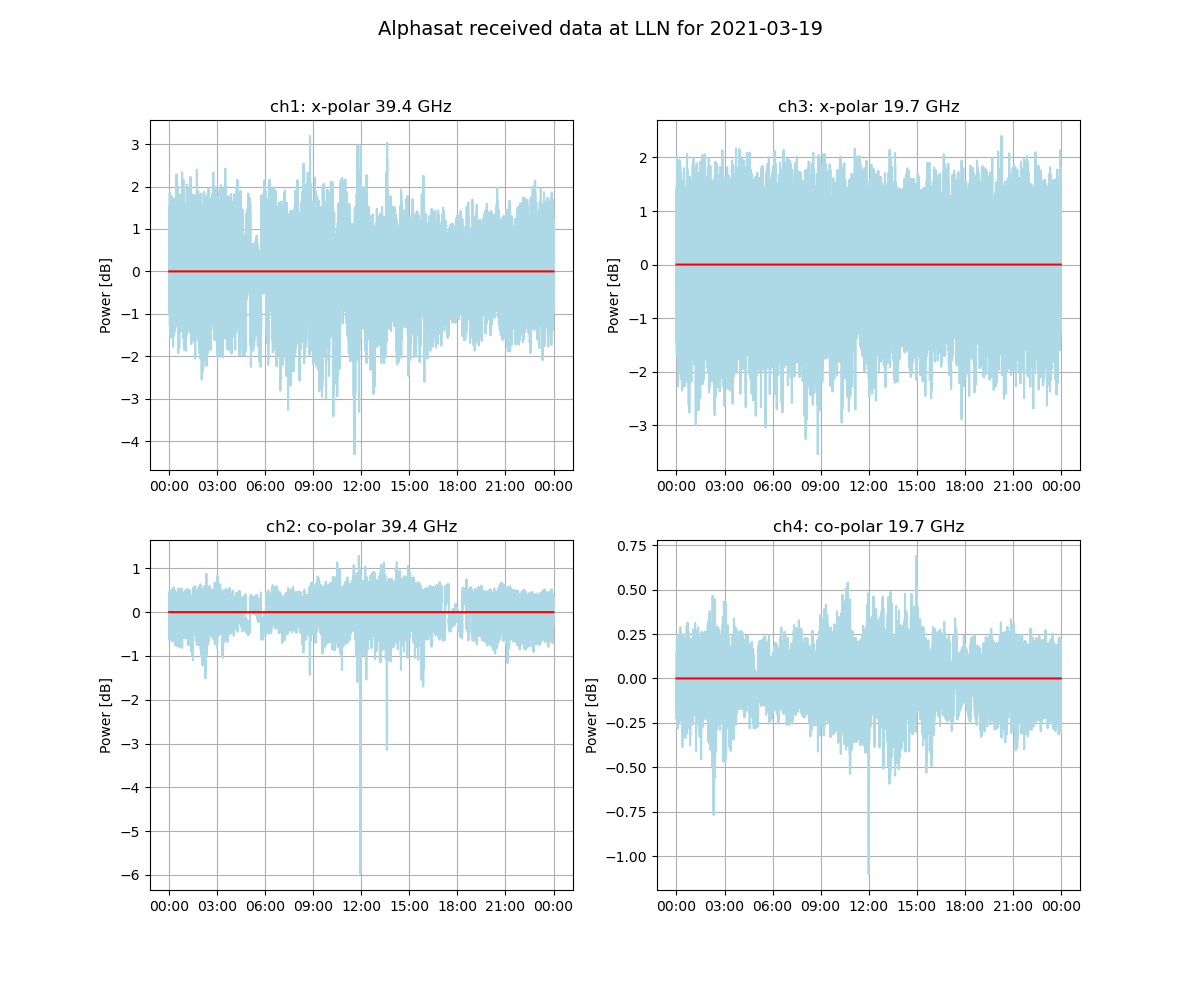 Alphasat received data at LLN for 2021-03-19
ch1: x-polar 39.4 GHz
Power [dB]
3
2
1
0
−1
−2
−3
−4
00:00 03:00 06:00 09:00 12:00 15:00 18:00 21:00 00:00
ch3: x-polar 19.7 GHz
Power [dB]
2
1
0
−1
−2
−3
00:00 03:00 06:00 09:00 12:00 15:00 18:00 21:00 00:00
ch2: co-polar 39.4 GHz
Power [dB]
1
0
−1
−2
−3
−4
−5
−6
00:00 03:00 06:00 09:00 12:00 15:00 18:00 21:00 00:00
ch4: co-polar 19.7 GHz
Power [dB]
0.75
0.50
0.25
0.00
−0.25
−0.50
−0.75
−1.00
00:00 03:00 06:00 09:00 12:00 15:00 18:00 21:00 00:00